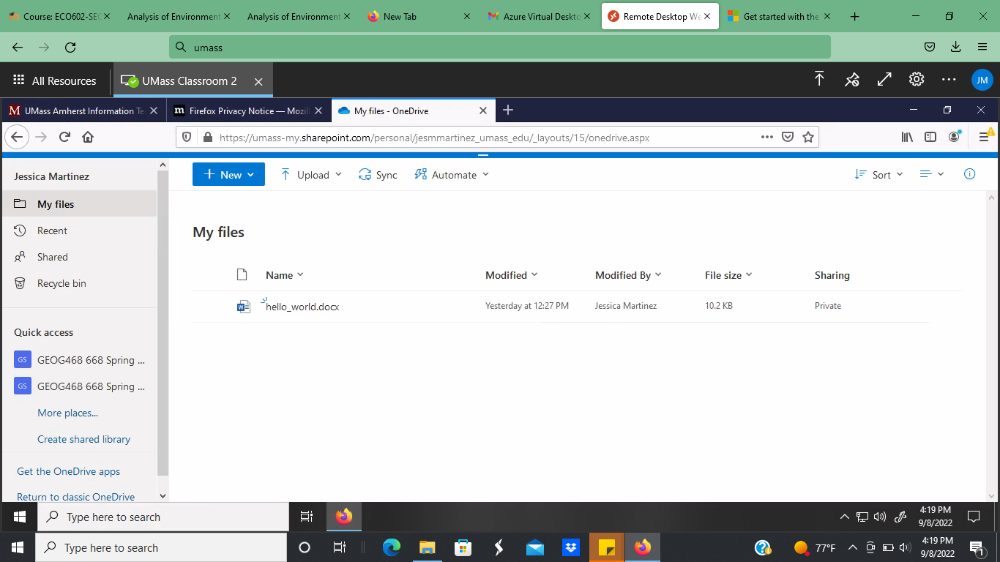 Course: ECO602-SEC
Analysis of Environment
Analysis of Environment
New Tab
Azure Virtual Deskto
Remote Desktop We
Get started with the
umass
All Resources
UMass Classroom 2
JM
M UMass Amherst Information Te
m Firefox Privacy Notice — Mozil
My files - OneDrive
https://umass-my.sharepoint.com/personal/jesmmartinez_umass_edu/_layouts/15/onedrive.aspx
Jessica Martinez
New
Upload
Sync
Automate
Sort
My files
Recent
Shared
Recycle bin
Quick access
GS GEOG468 668 Spring ...
GS GEOG468 668 Spring ...
More places...
Create shared library
Get the OneDrive apps
Return to classic OneDrive
My files
Name Modified Modified By File size Sharing
W hello_world.docx Yesterday at 12:27 PM Jessica Martinez 10.2 KB Private
Type here to search
4:19 PM
9/8/2022
Type here to search
77°F
4:19 PM
9/8/2022
1